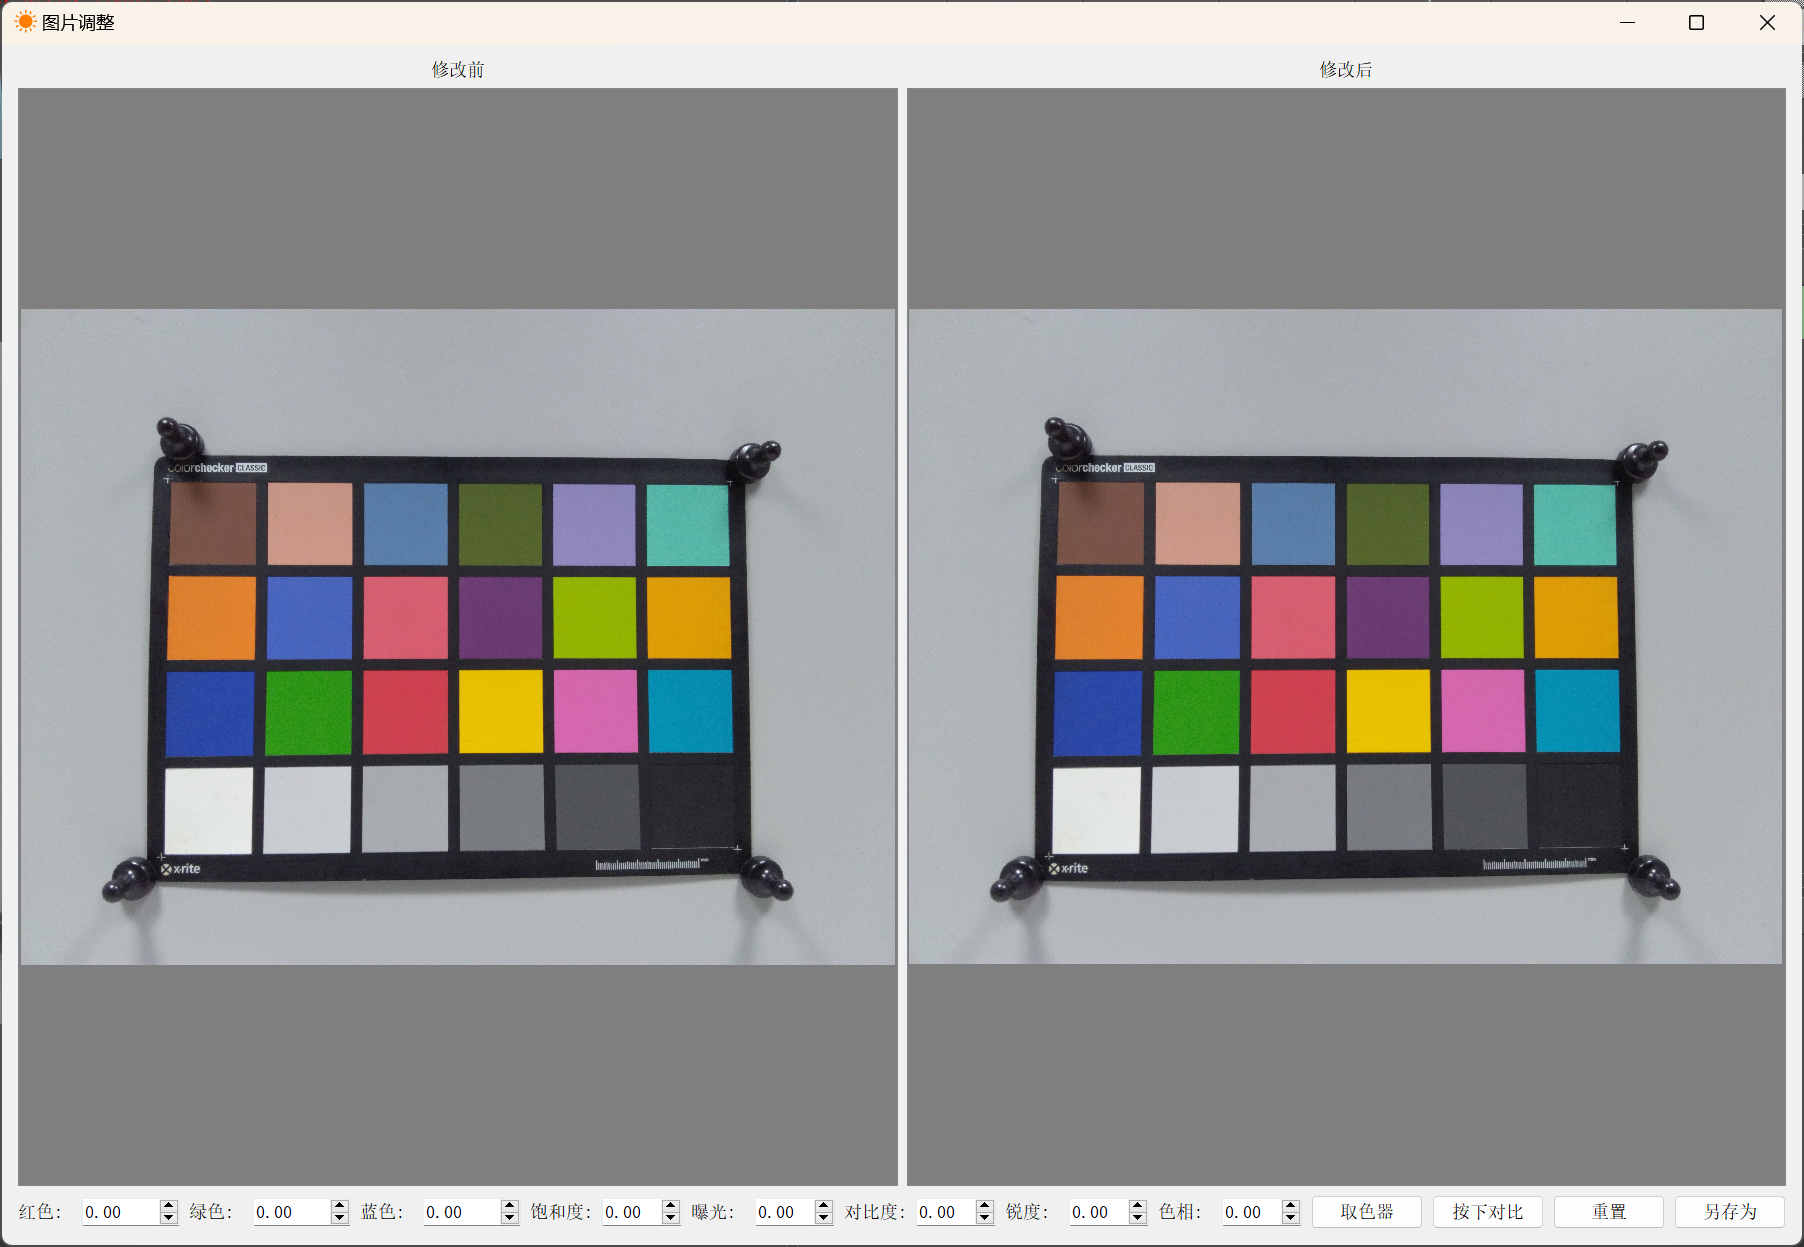 图片调整
修改前 修改后
colorchecker CLASSIC colorchecker CLASSIC
x-rite mm x-rite mm
红色： 0.00 绿色： 0.00 蓝色： 0.00 饱和度： 0.00 曝光： 0.00 对比度： 0.00 锐度： 0.00 色相： 0.00 取色器 按下对比 重置 另存为